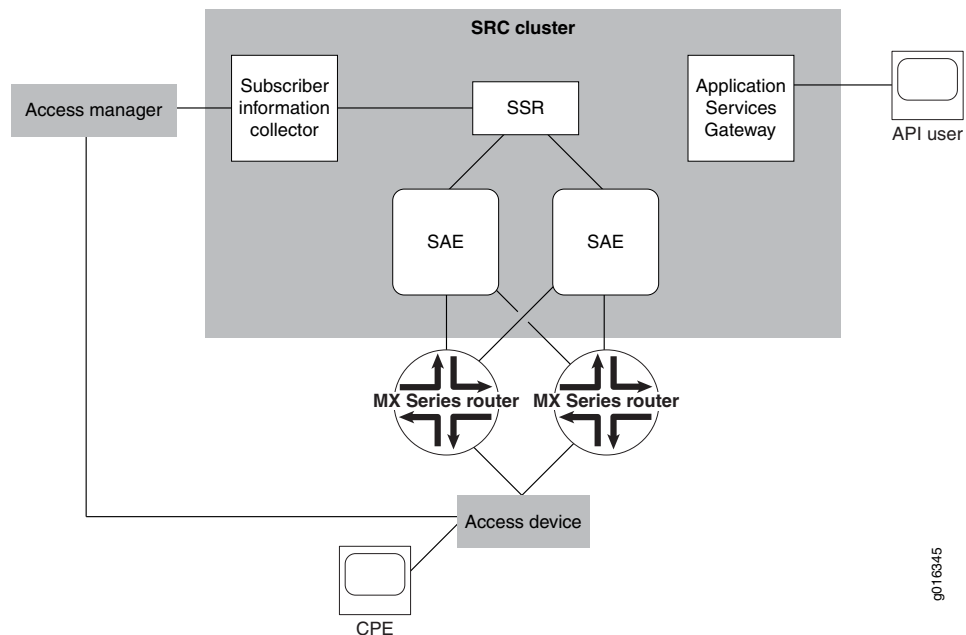 SRC cluster
Subscriber
information
collector
SSR
Application
Services
Gateway
Access manager
API user
SAE
SAE
MX Series router
MX Series router
Access device
CPE
g016345